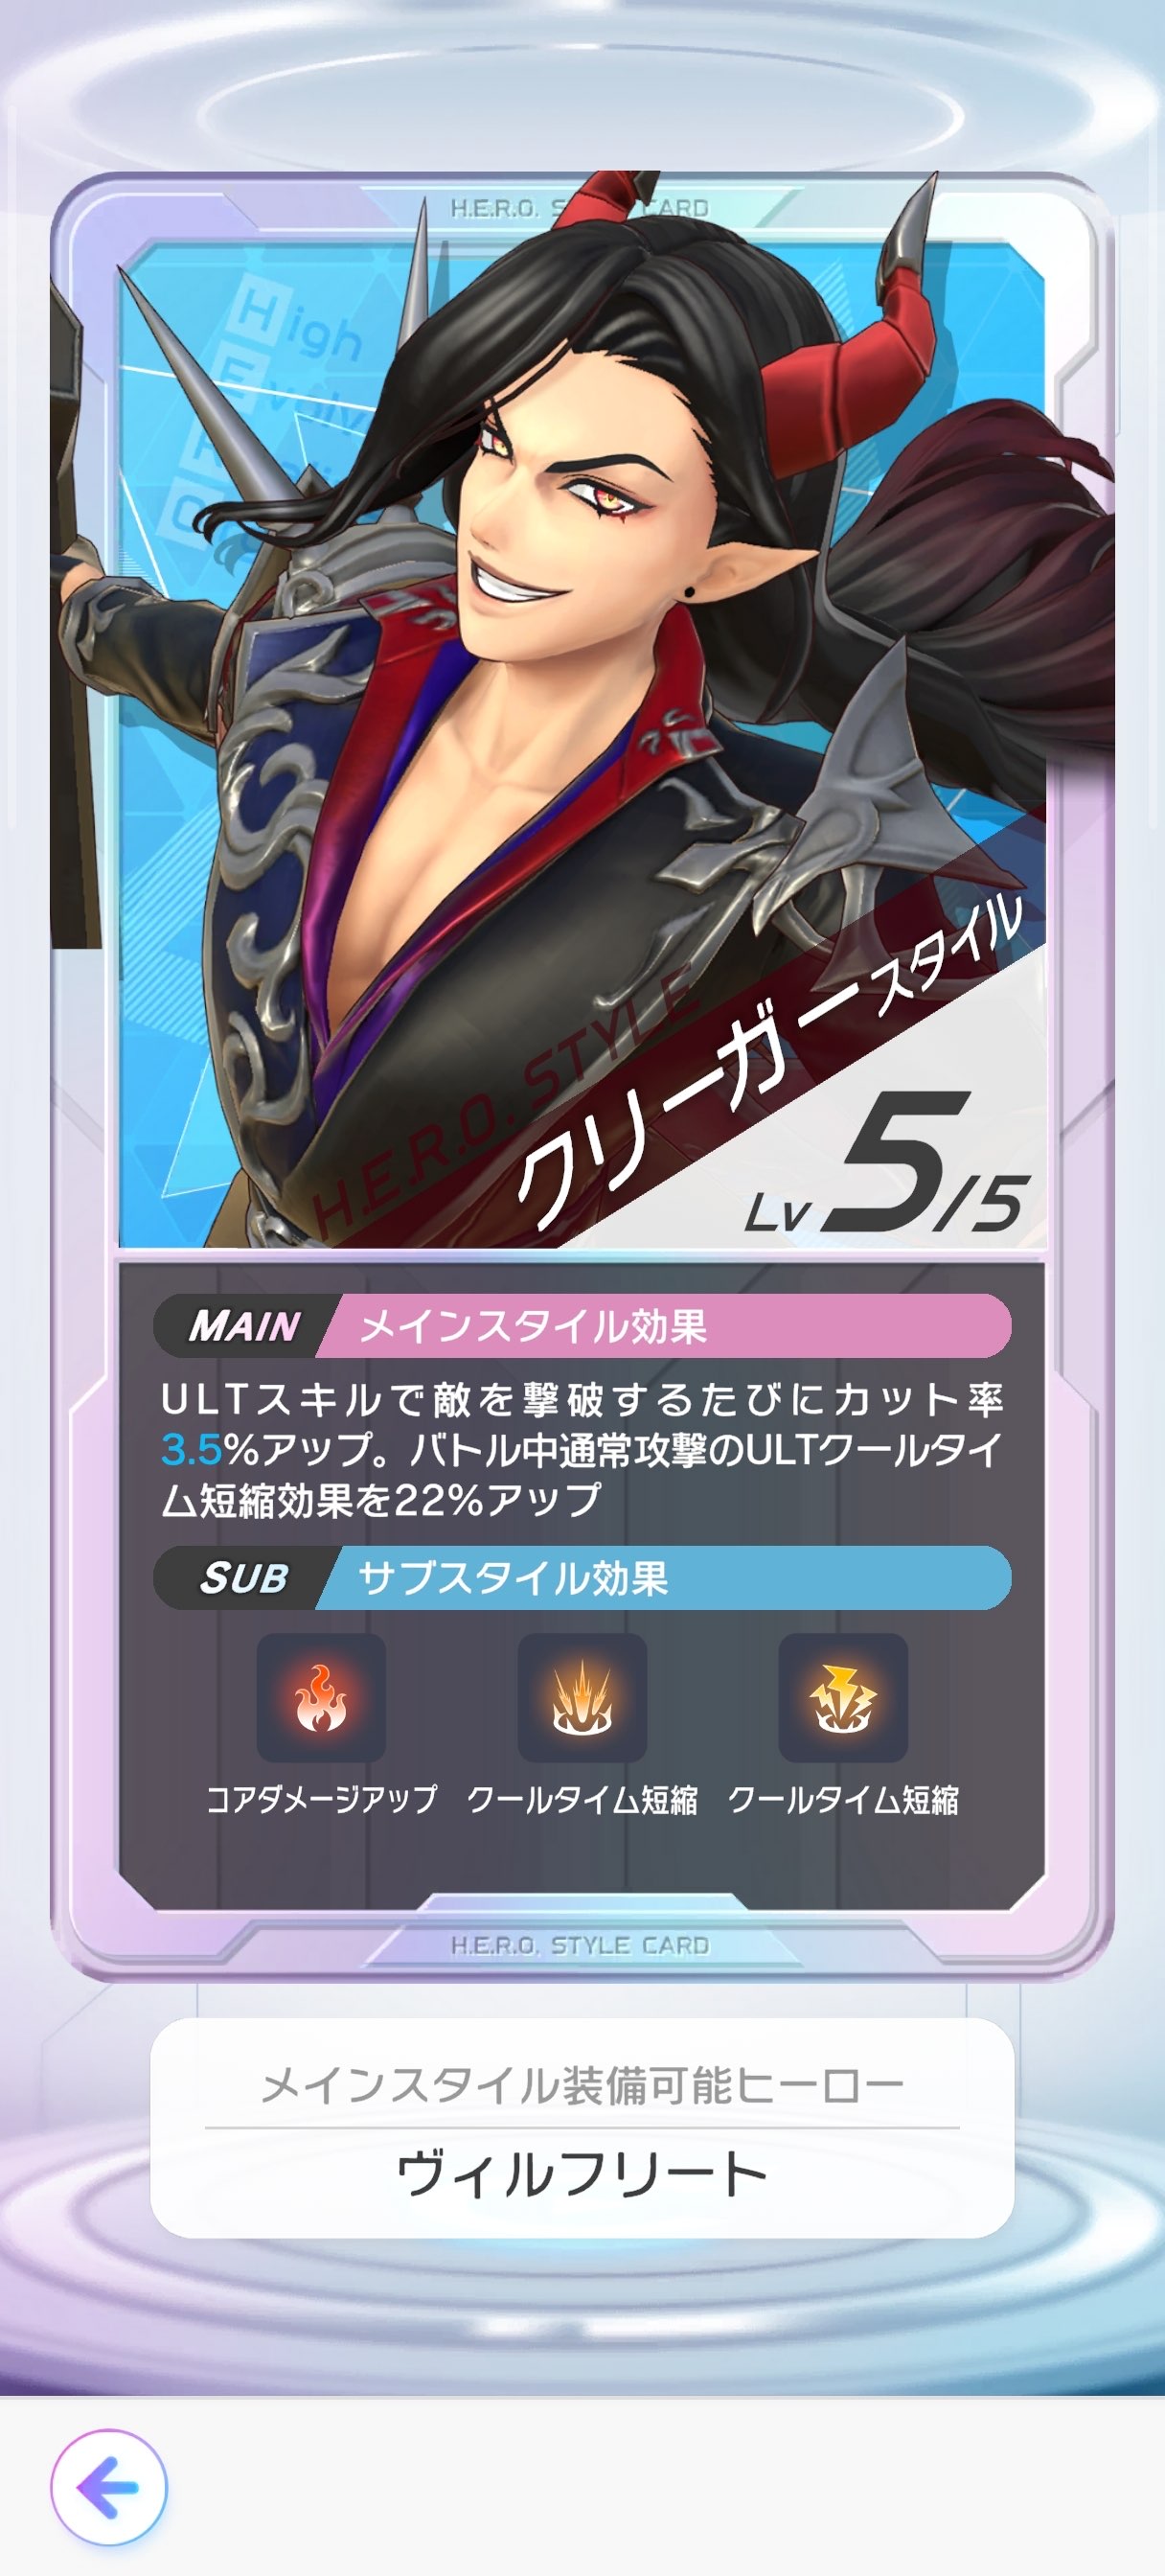 H.E.R.O. S CARD
High
Evolv
クリーガースタイル
H.E.R.O. STYLE
Lv 5/5
MAIN メインスタイル効果
ULTスキルで敵を撃破するたびにカット率
3.5%アップ。バトル中通常攻撃のULTクールタイ
ム短縮効果を22%アップ
SUB サブスタイル効果
コアダメージアップ クールタイム短縮 クールタイム短縮
H.E.R.O. STYLE CARD
メインスタイル装備可能ヒーロー
ヴィルフリート